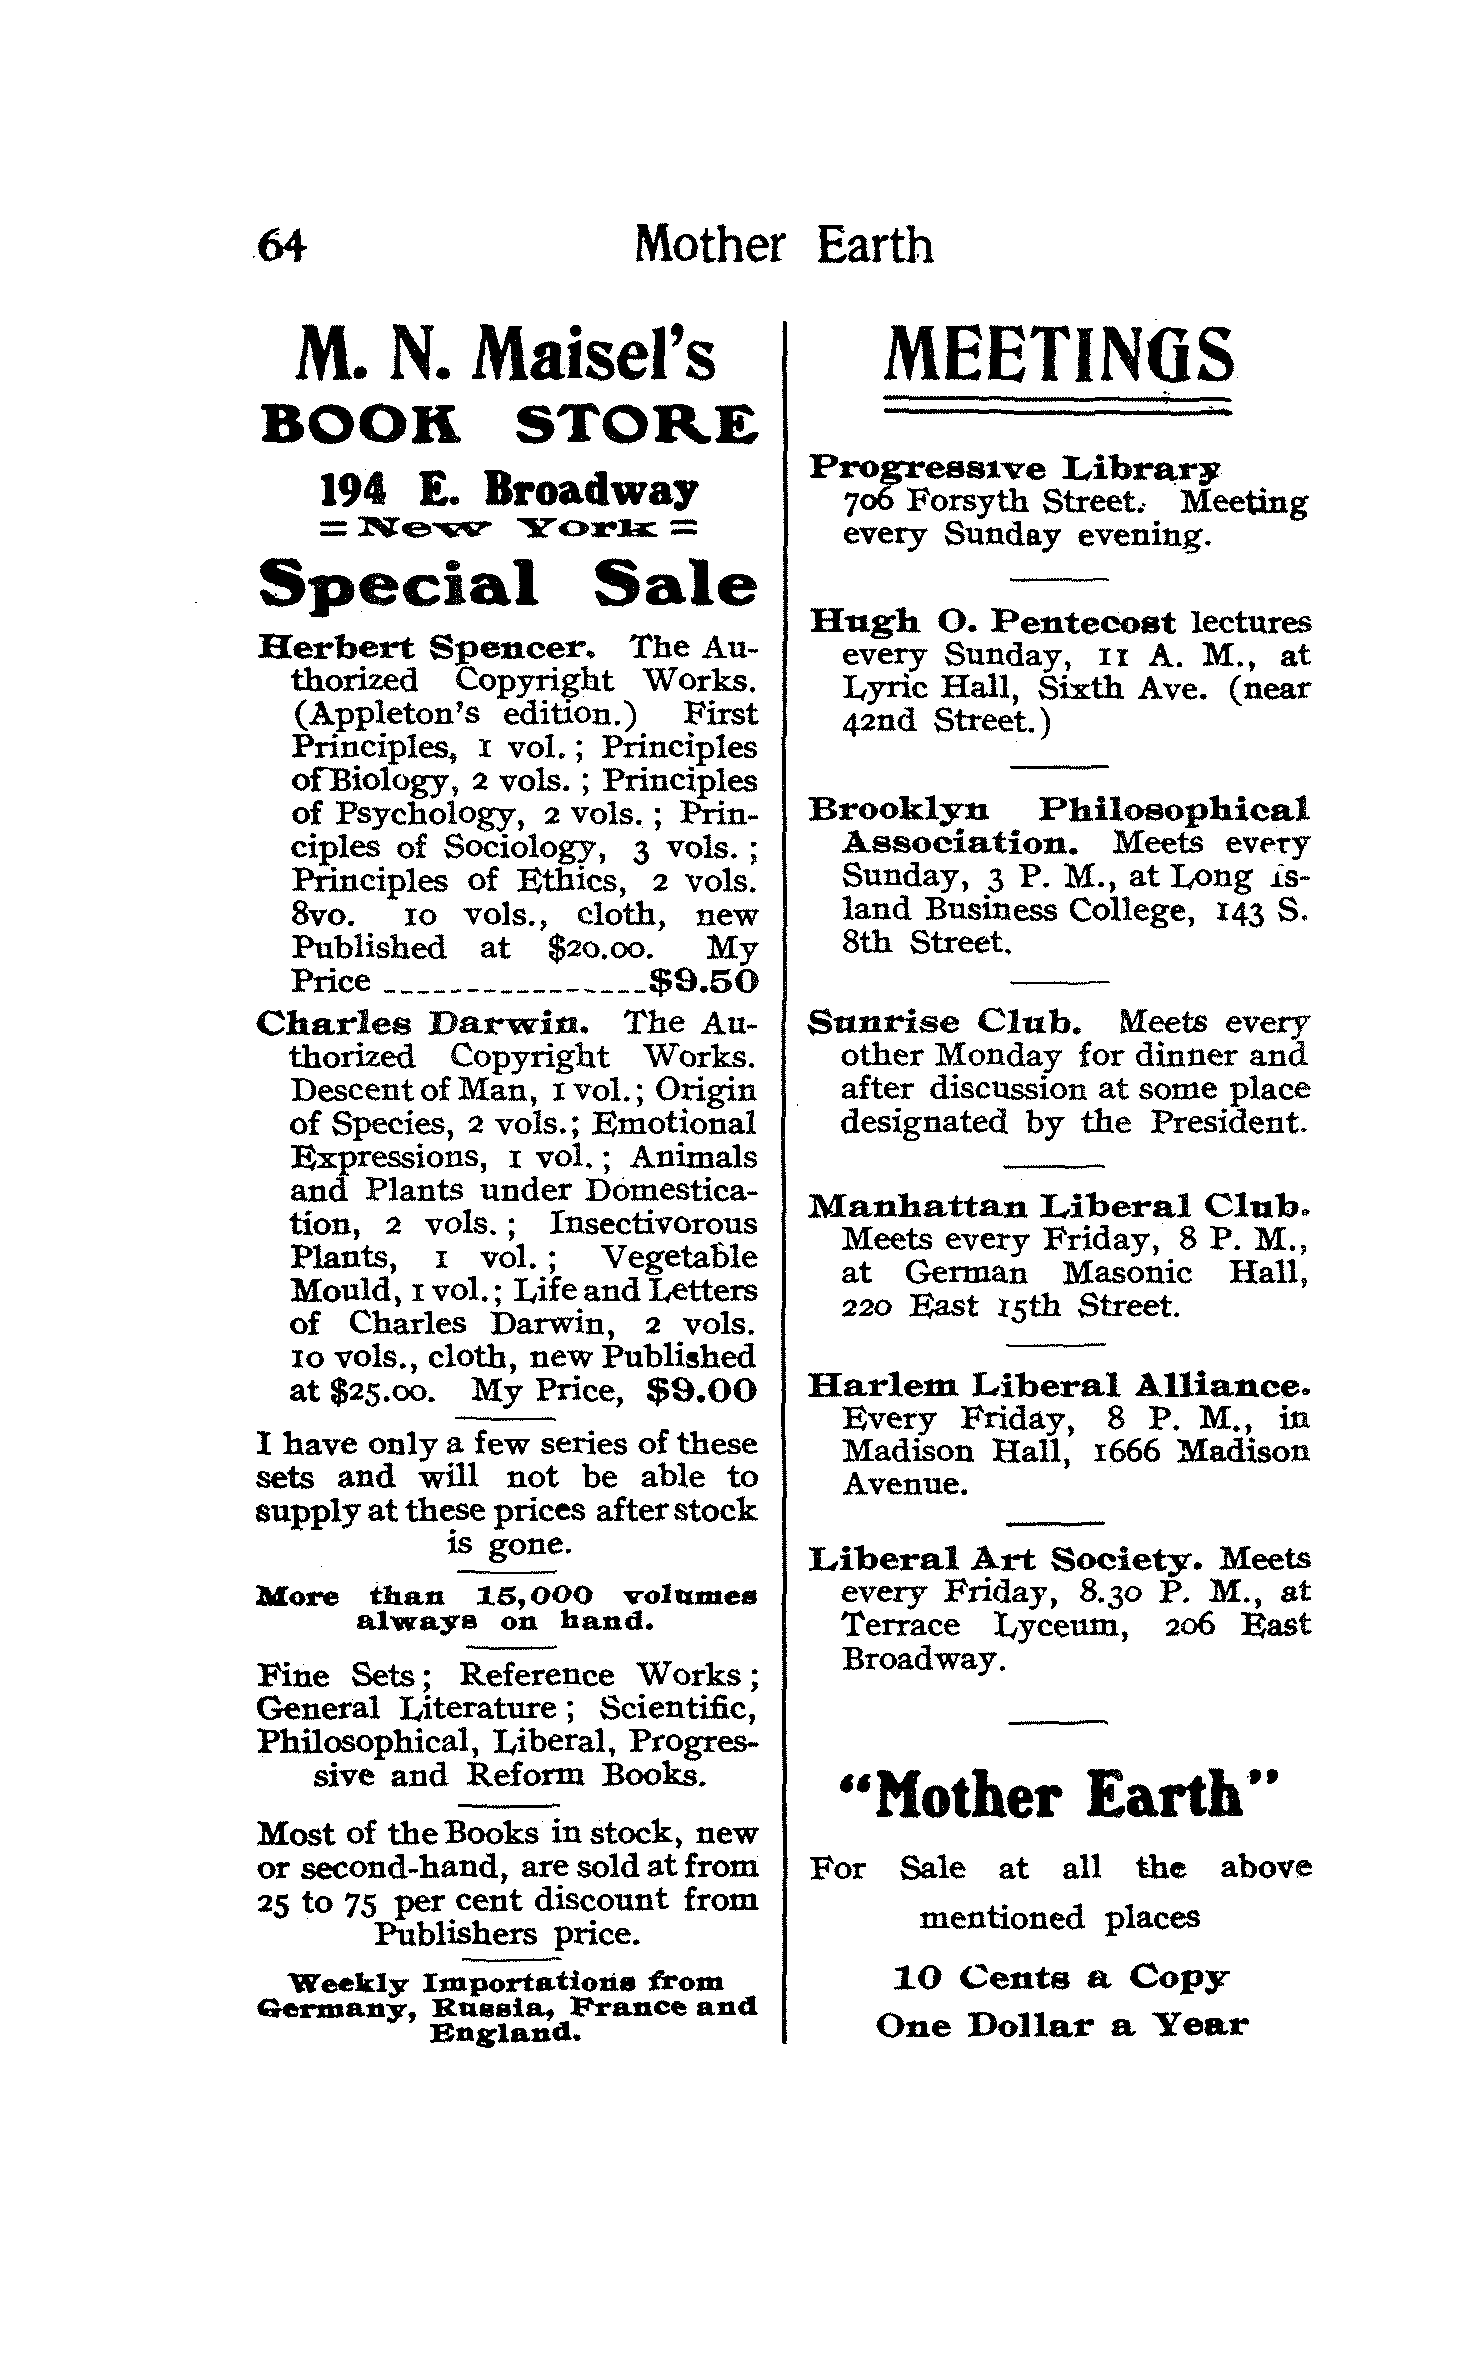 64 Mother Earth
M. N. Maisel's
BOOK STORE
194 E. Broadway
= New York =
Special Sale
Herbert Spencer. The Au-
thorized Copyright Works.
(Appleton's edition.) First
Principles, 1 vol.; Principles
of Biology, 2 vols.; Principles
of Psychology, 2 vols.; Prin-
ciples of Sociology, 3 vols.;
Principles of Ethics, 2 vols.
8vo. 10 vols., cloth, new
Published at $20.00. My
Price ________________$9.50
Charles Darwin. The Au-
thorized Copyright Works.
Descent of Man, 1 vol.; Origin
of Species, 2 vols.; Emotional
Expressions, 1 vol.; Animals
and Plants under Domestica-
tion, 2 vols.; Insectivorous
Plants, 1 vol.; Vegetable
Mould, 1 vol.; Life and Letters
of Charles Darwin, 2 vols.
10 vols., cloth, new Published
at $25.00. My Price, $9.00
I have only a few series of these
sets and will not be able to
supply at these prices after stock
is gone.
More than 15,000 volumes
always on hand.
Fine Sets; Reference Works;
General Literature; Scientific,
Philosophical, Liberal, Progres-
sive and Reform Books.
Most of the Books in stock, new
or second-hand, are sold at from
25 to 75 per cent discount from
Publishers price.
Weekly Importations from
Germany, Russia, France and
England.
MEETINGS
Progressive Library
706 Forsyth Street. Meeting
every Sunday evening.
Hugh O. Pentecost lectures
every Sunday, 11 A. M., at
Lyric Hall, Sixth Ave. (near
42nd Street.)
Brooklyn Philosophical
Association. Meets every
Sunday, 3 P. M., at Long Is-
land Business College, 143 S.
8th Street.
Sunrise Club. Meets every
other Monday for dinner and
after discussion at some place
designated by the President.
Manhattan Liberal Club.
Meets every Friday, 8 P. M.,
at German Masonic Hall,
220 East 15th Street.
Harlem Liberal Alliance.
Every Friday, 8 P. M., in
Madison Hall, 1666 Madison
Avenue.
Liberal Art Society. Meets
every Friday, 8.30 P. M., at
Terrace Lyceum, 206 East
Broadway.
"Mother Earth"
For Sale at all the above
mentioned places
10 Cents a Copy
One Dollar a Year